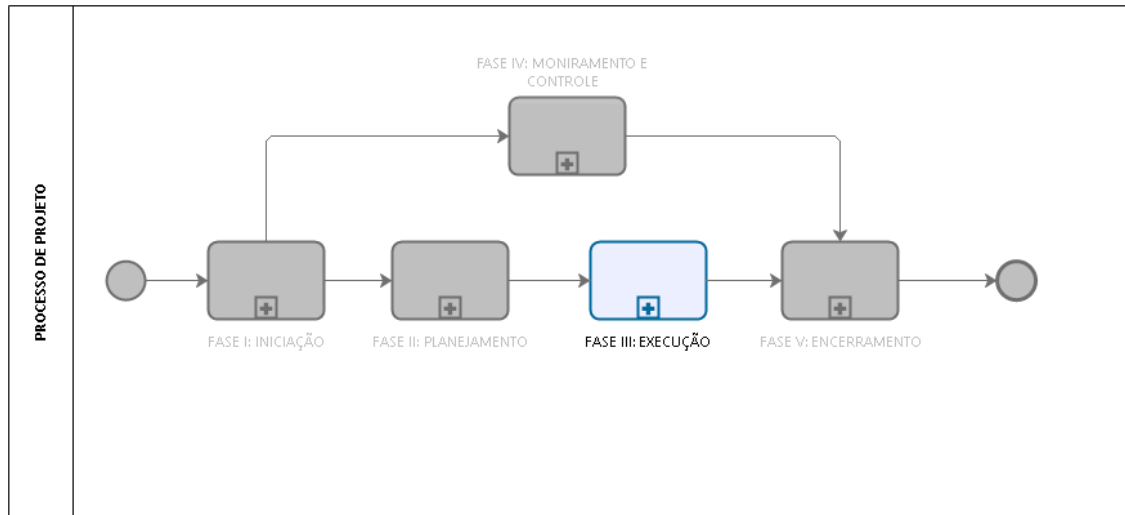 PROCESSO DE PROJETO
FASE IV: MONIRAMENTO E
CONTROLE
FASE I: INICIAÇÃO
FASE II: PLANEJAMENTO
FASE III: EXECUÇÃO
FASE V: ENCERRAMENTO